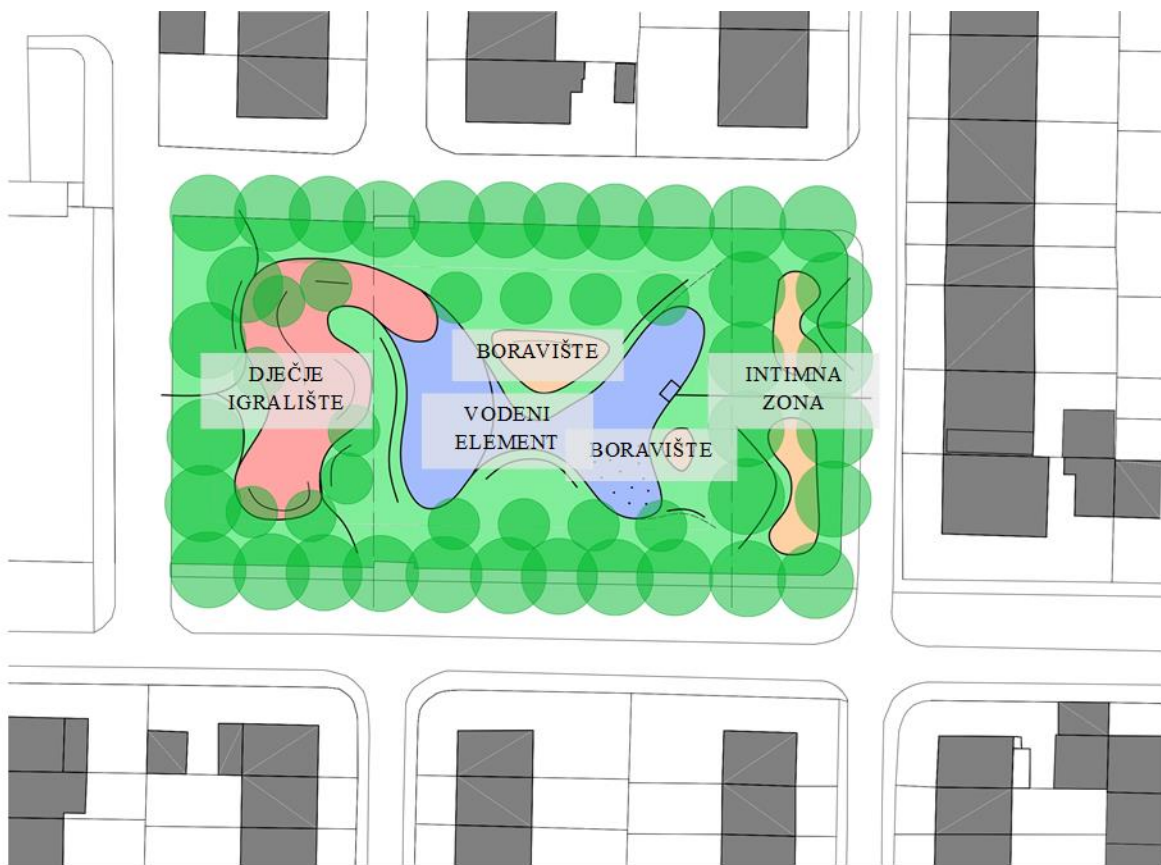 DJEČJE
IGRALIŠTE
BORAVIŠTE
VODENI
ELEMENT
BORAVIŠTE
INTIMNA
ZONA